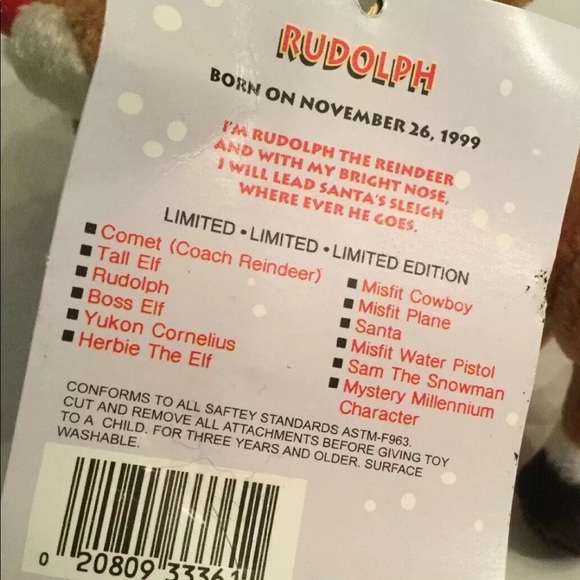 RUDOLPH
BORN ON NOVEMBER 26, 1999
I'M RUDOLPH THE REINDEER
AND WITH MY BRIGHT NOSE,
I WILL LEAD SANTA'S SLEIGH
WHERE EVER HE GOES.
LIMITED • LIMITED • LIMITED EDITION
■ Comet (Coach Reindeer)
■ Tall Elf
■ Rudolph
■ Boss Elf
■ Yukon Cornelius
■ Herbie The Elf
■ Misfit Cowboy
■ Misfit Plane
■ Santa
■ Misfit Water Pistol
■ Sam The Snowman
■ Mystery Millennium
Character
CONFORMS TO ALL SAFTEY STANDARDS ASTM-F963.
CUT AND REMOVE ALL ATTACHMENTS BEFORE GIVING TOY
TO A CHILD. FOR THREE YEARS AND OLDER. SURFACE
WASHABLE.
0 20809 33361